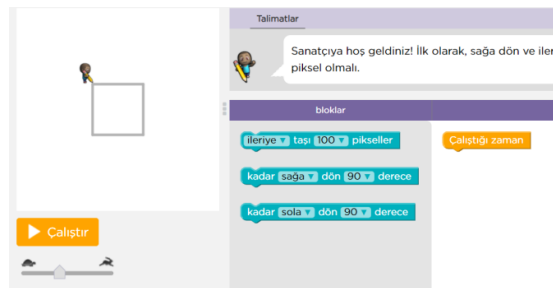 Talimatlar
Sanatçıya hoş geldiniz! İlk olarak, sağa dön ve iler
piksel olmalı.
bloklar
ileriye taşı 100 pikseller
Çalıştığı zaman
kadar sağa dön 90 derece
kadar sola dön 90 derece
Çalıştır